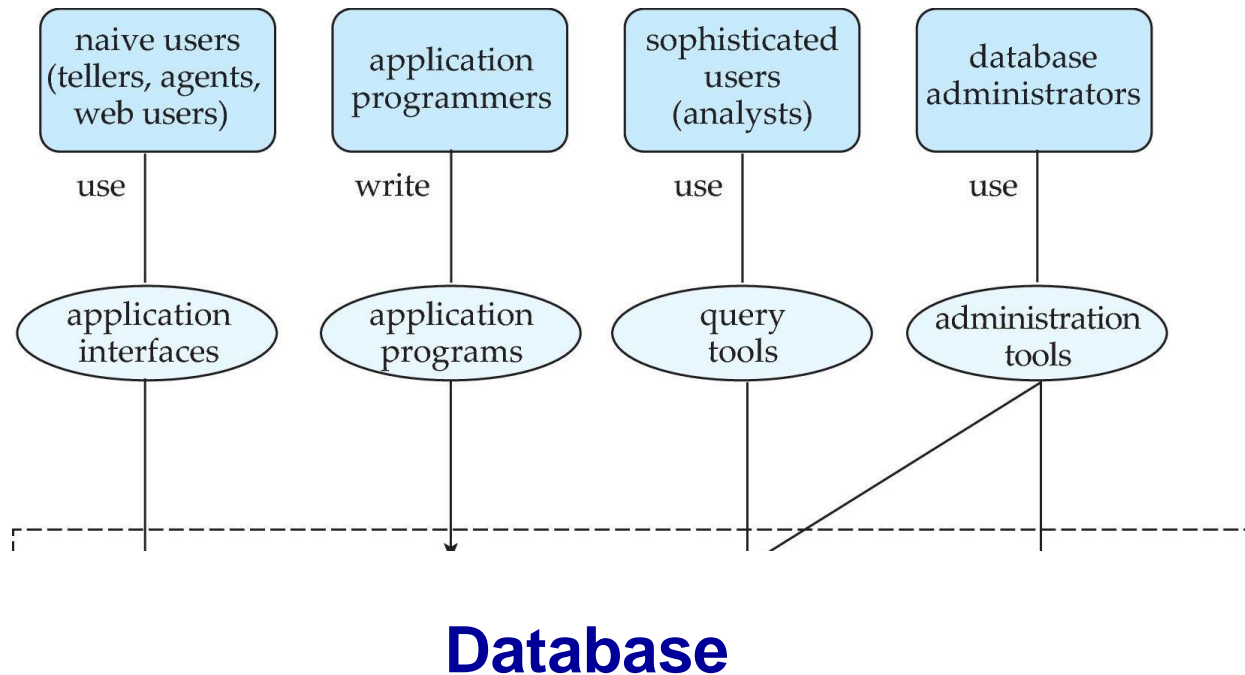 naive users
(tellers, agents,
web users)
application
programmers
sophisticated
users
(analysts)
database
administrators
use
write
use
use
application
interfaces
application
programs
query
tools
administration
tools
Database